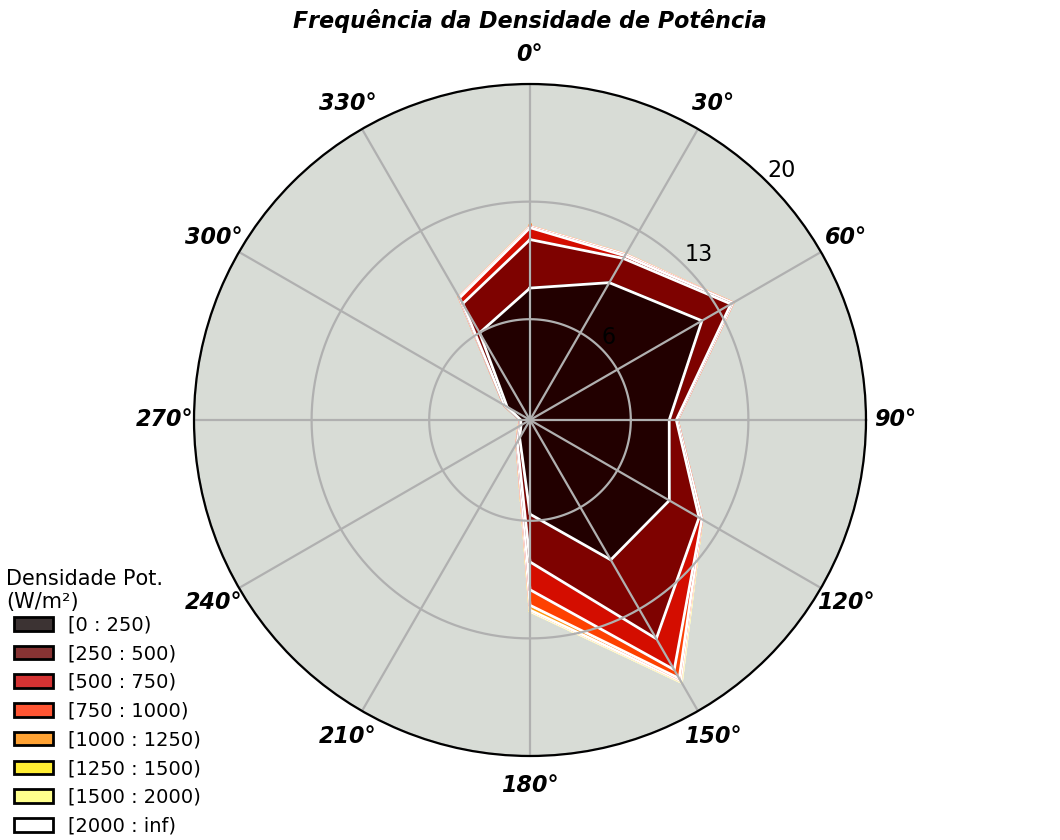 Frequência da Densidade de Potência
0°
330°
30°
20
300°
60°
13
6
270°
90°
240°
120°
210°
150°
180°
Densidade Pot.
(W/m²)
[0 : 250)
[250 : 500)
[500 : 750)
[750 : 1000)
[1000 : 1250)
[1250 : 1500)
[1500 : 2000)
[2000 : inf)